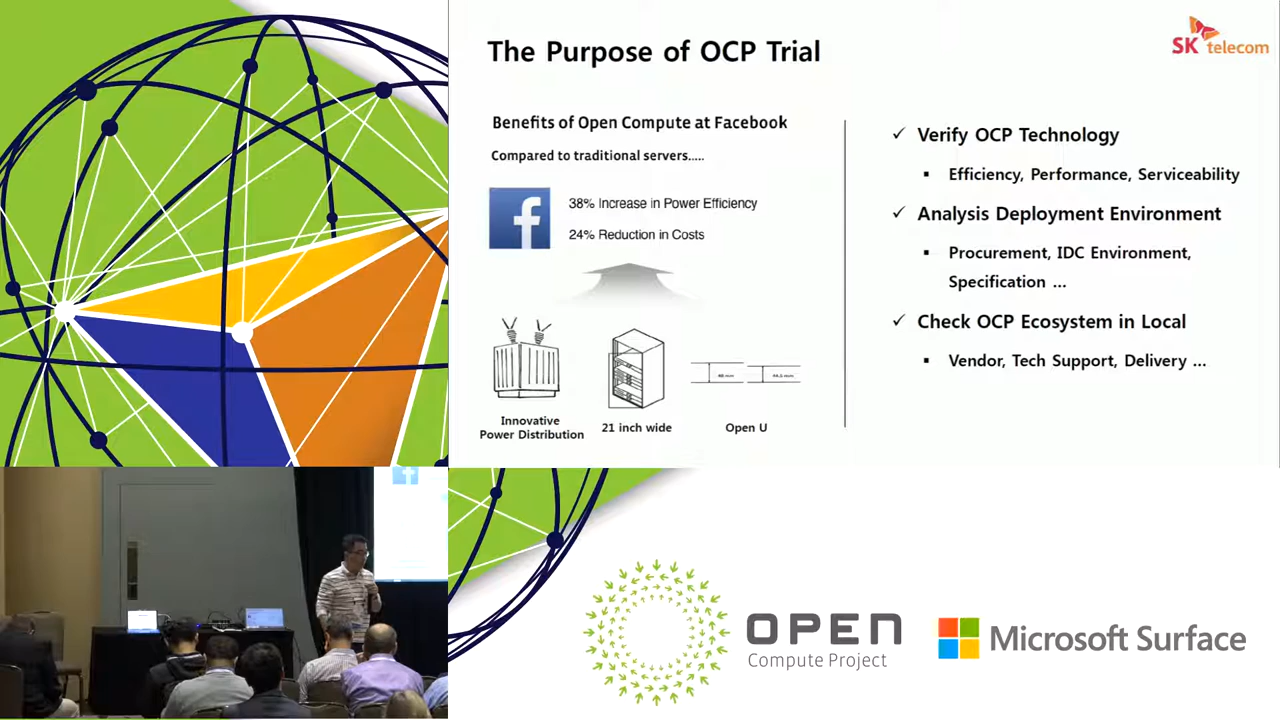 The Purpose of OCP Trial
SK telecom
Benefits of Open Compute at Facebook
Compared to traditional servers.....
f
38% Increase in Power Efficiency
24% Reduction in Costs
Innovative
Power Distribution
21 inch wide
Open U
✓ Verify OCP Technology
▪ Efficiency, Performance, Serviceability
✓ Analysis Deployment Environment
▪ Procurement, IDC Environment,
Specification ...
✓ Check OCP Ecosystem in Local
▪ Vendor, Tech Support, Delivery ...
OPEN
Compute Project
Microsoft Surface